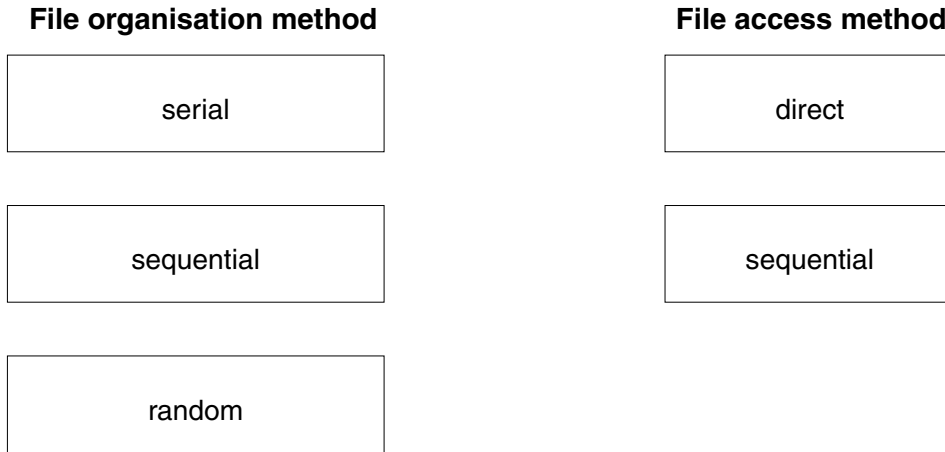 File organisation method
File access method
serial
direct
sequential
sequential
random